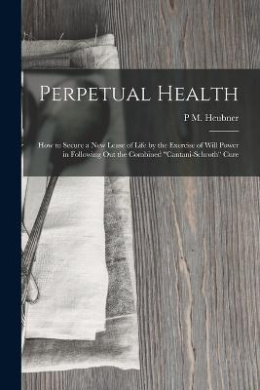 PERPETUAL HEALTH
P M. Heubner
How to Secure a New Lease of Life by the Exercise of Will Power
in Following Out the Combined "Cantani-Schroth" Cure